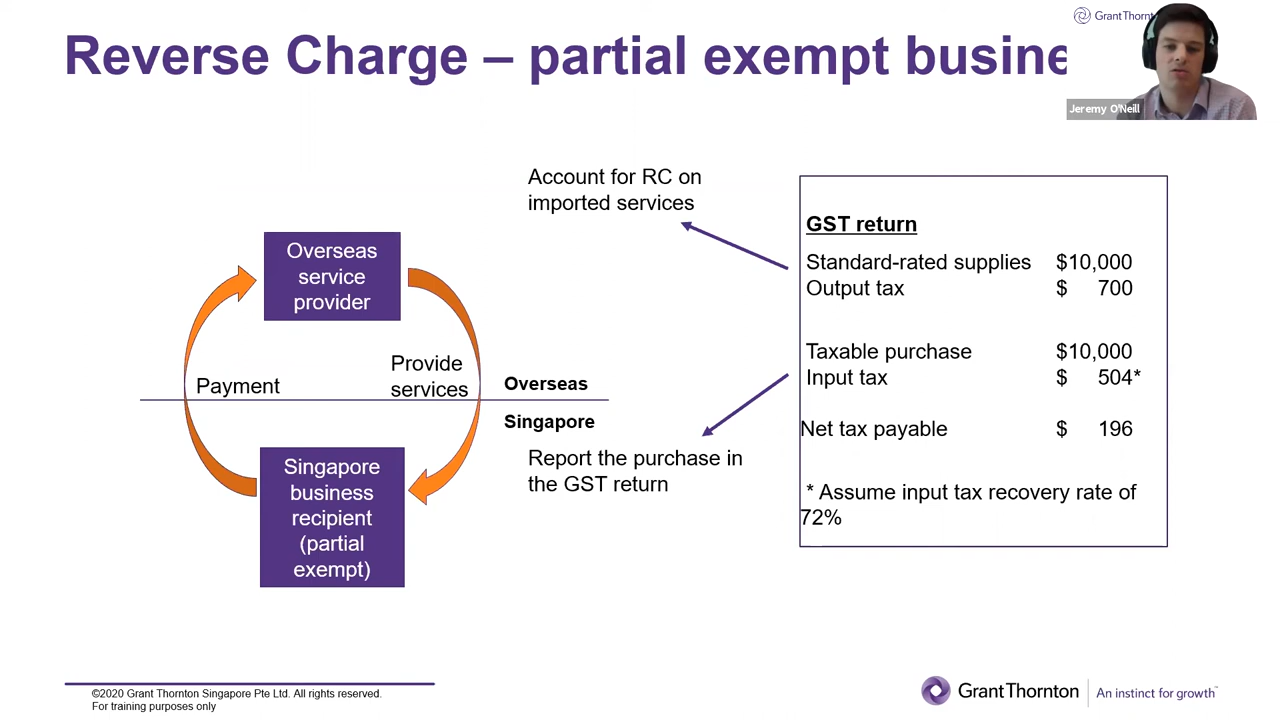 Grant Thornt
Reverse Charge – partial exempt busine
Jeremy O'Neill
Account for RC on
imported services
Overseas
service
provider
Payment
Provide
services
Overseas
Singapore
Singapore
business
recipient
(partial
exempt)
Report the purchase in
the GST return
GST return
Standard-rated supplies $10,000
Output tax $ 700
Taxable purchase $10,000
Input tax $ 504*
Net tax payable $ 196
* Assume input tax recovery rate of
72%
©2020 Grant Thornton Singapore Pte Ltd. All rights reserved.
For training purposes only
Grant Thornton
An instinct for growth™